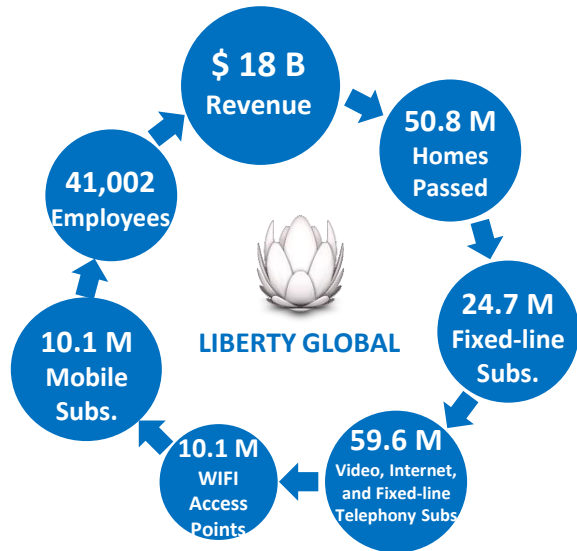 $ 18 B
Revenue
50.8 M
Homes
Passed
24.7 M
Fixed-line
Subs.
59.6 M
Video, Internet,
and Fixed-line
Telephony Subs
10.1 M
WIFI
Access
Points
10.1 M
Mobile
Subs.
41,002
Employees
LIBERTY GLOBAL